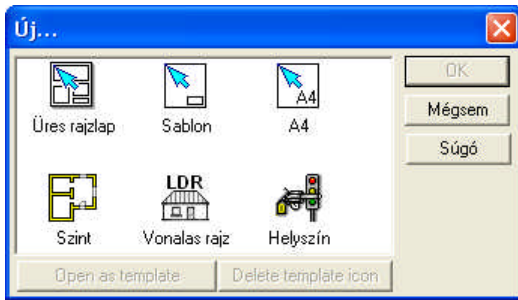 Új...
Üres rajzlap
Sablon
A4
A4
OK
Mégsem
Súgó
LDR
Szint
Vonalas rajz
Helyszín
Open as template
Delete template icon